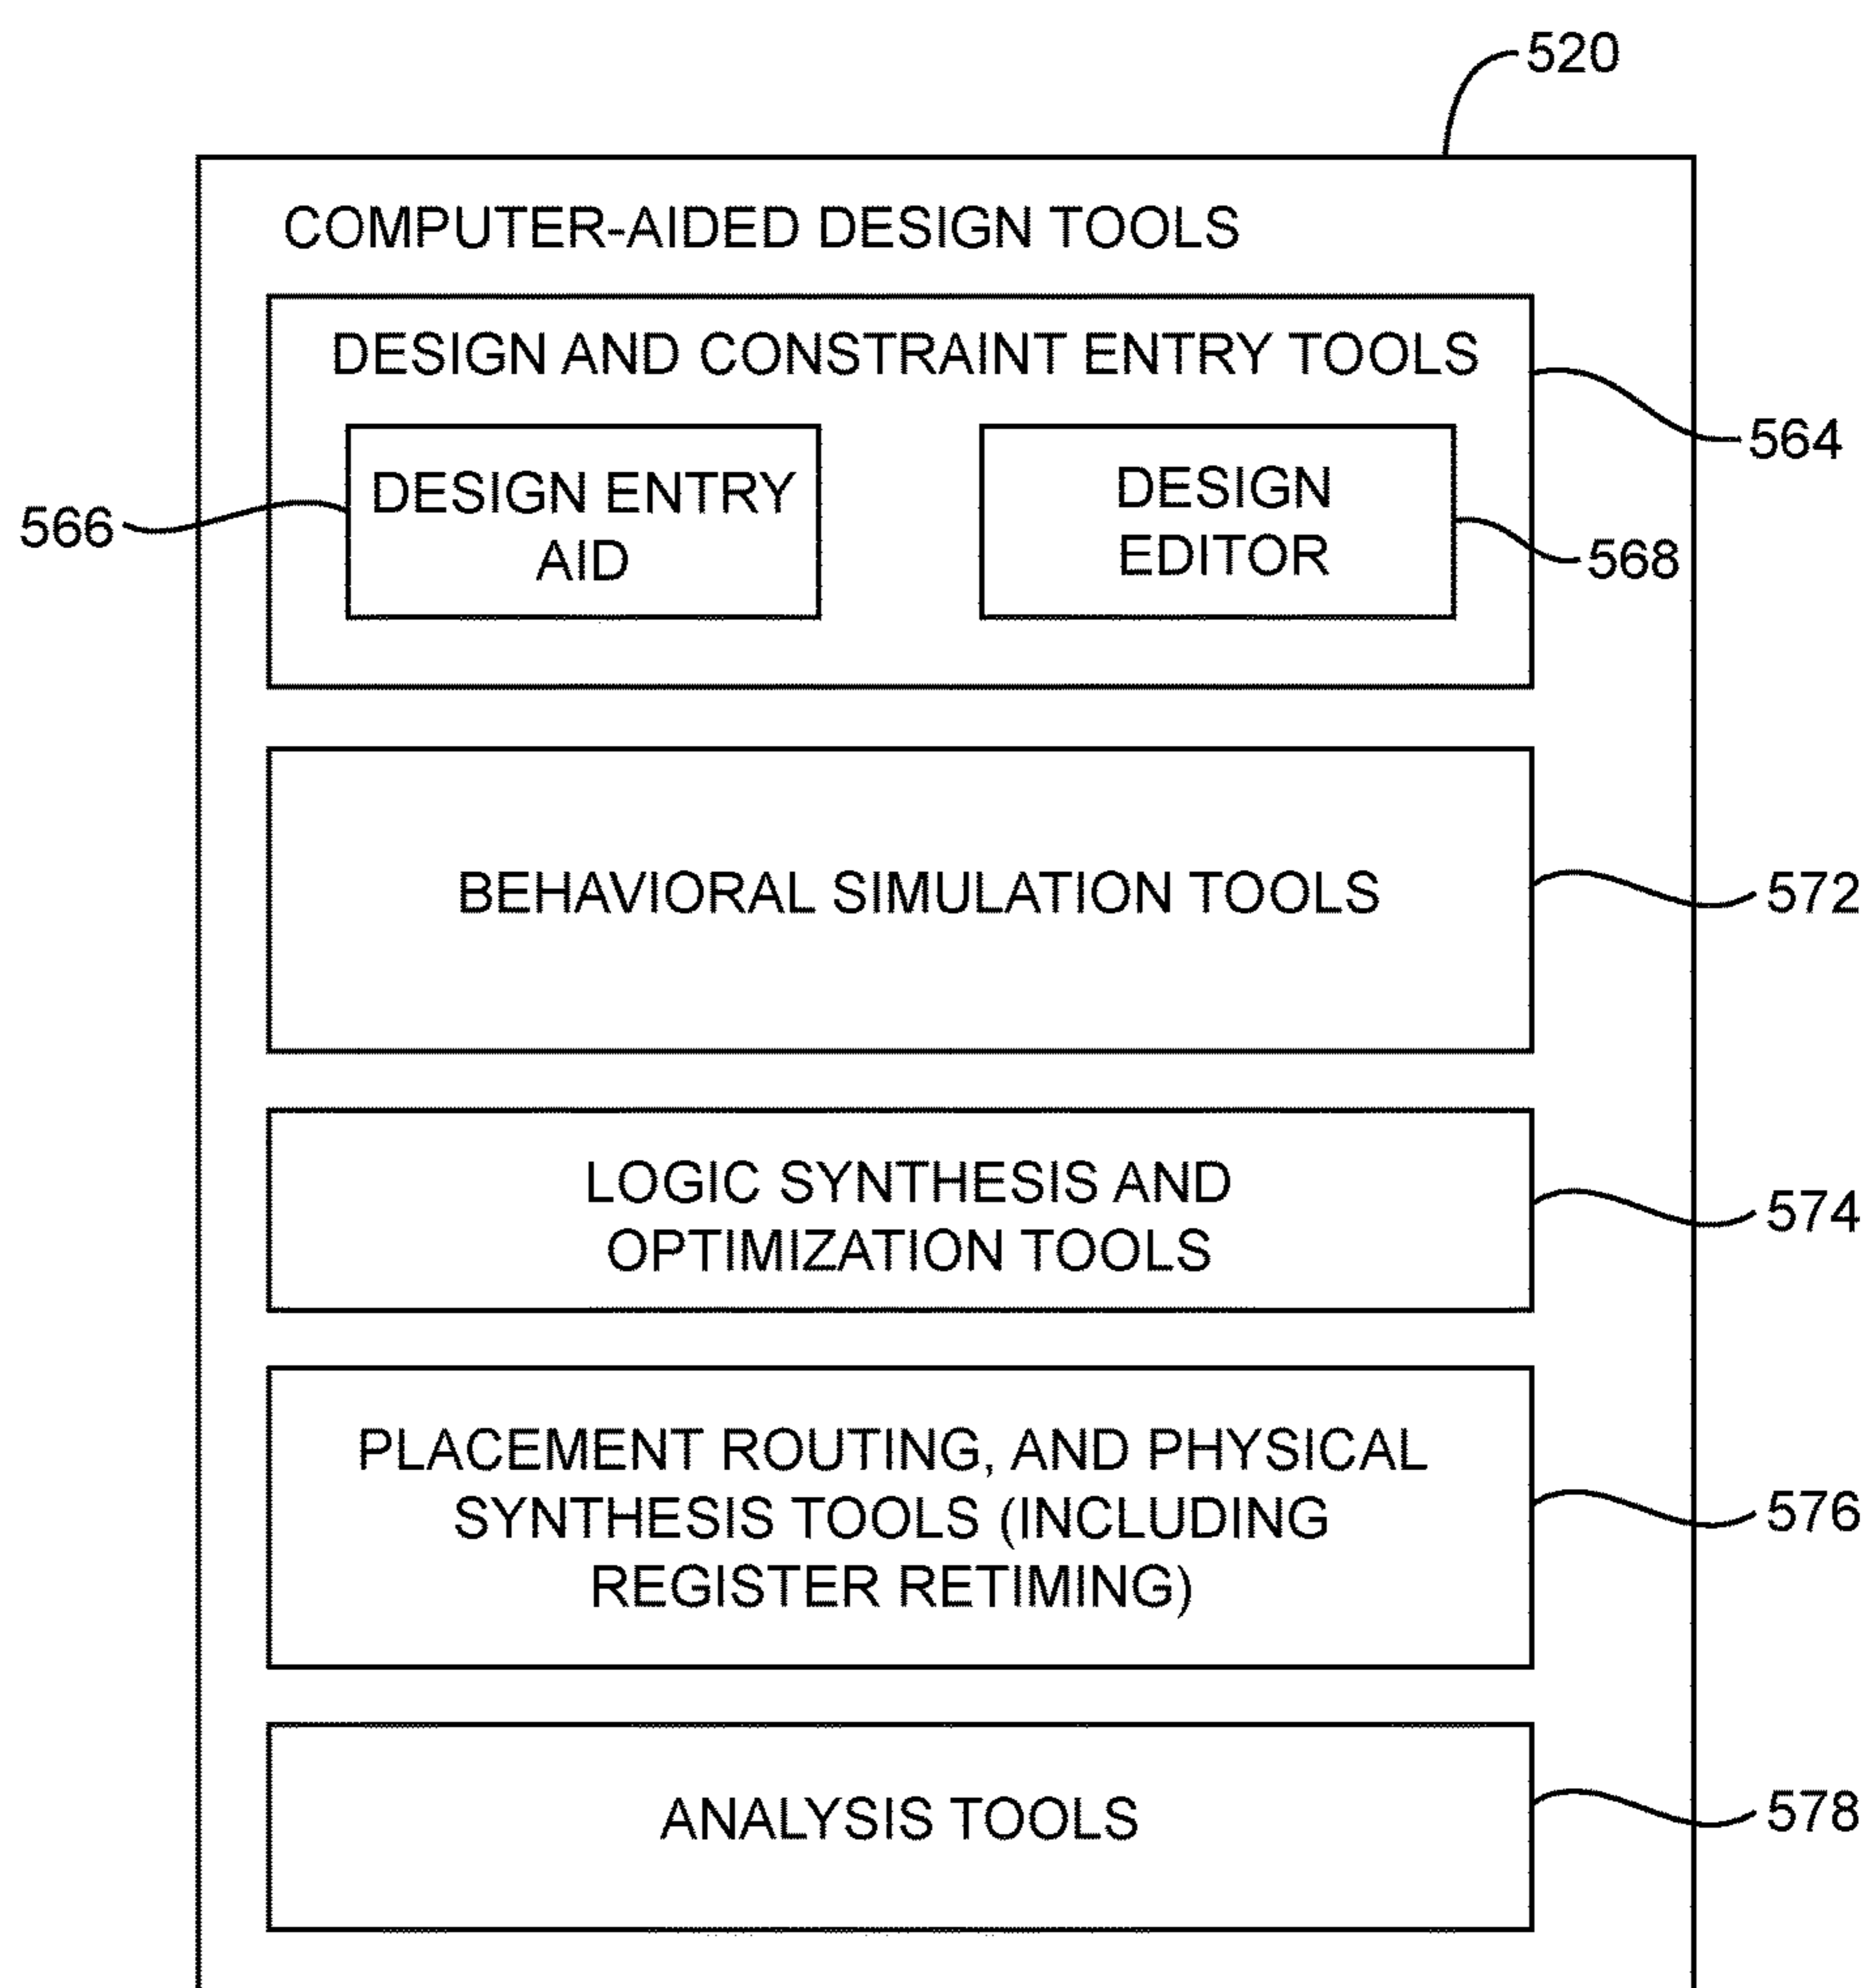 520
COMPUTER-AIDED DESIGN TOOLS
DESIGN AND CONSTRAINT ENTRY TOOLS
564
566
DESIGN ENTRY
AID
DESIGN
EDITOR
568
BEHAVIORAL SIMULATION TOOLS
572
LOGIC SYNTHESIS AND
OPTIMIZATION TOOLS
574
PLACEMENT ROUTING, AND PHYSICAL
SYNTHESIS TOOLS (INCLUDING
REGISTER RETIMING)
576
ANALYSIS TOOLS
578